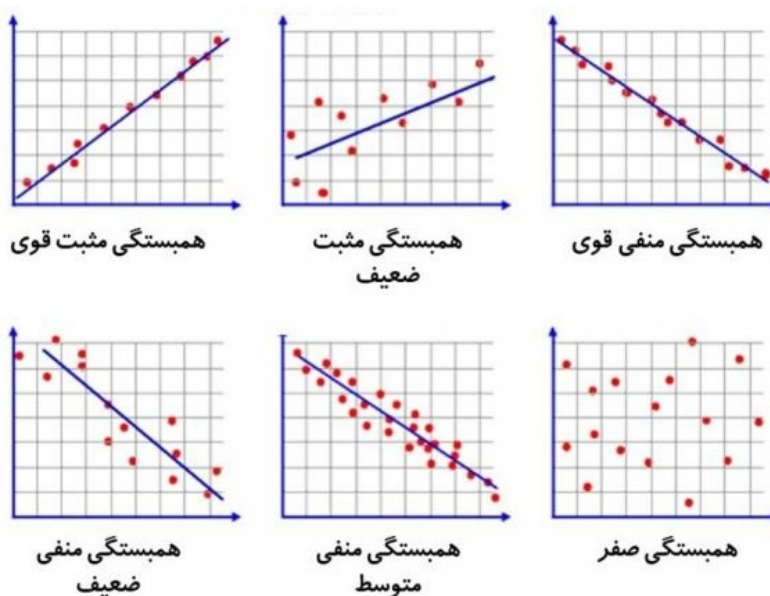 همبستگی مثبت قوی
همبستگی مثبت
ضعیف
همبستگی منفی قوی
همبستگی منفی
ضعیف
همبستگی منفی
متوسط
همبستگی صفر